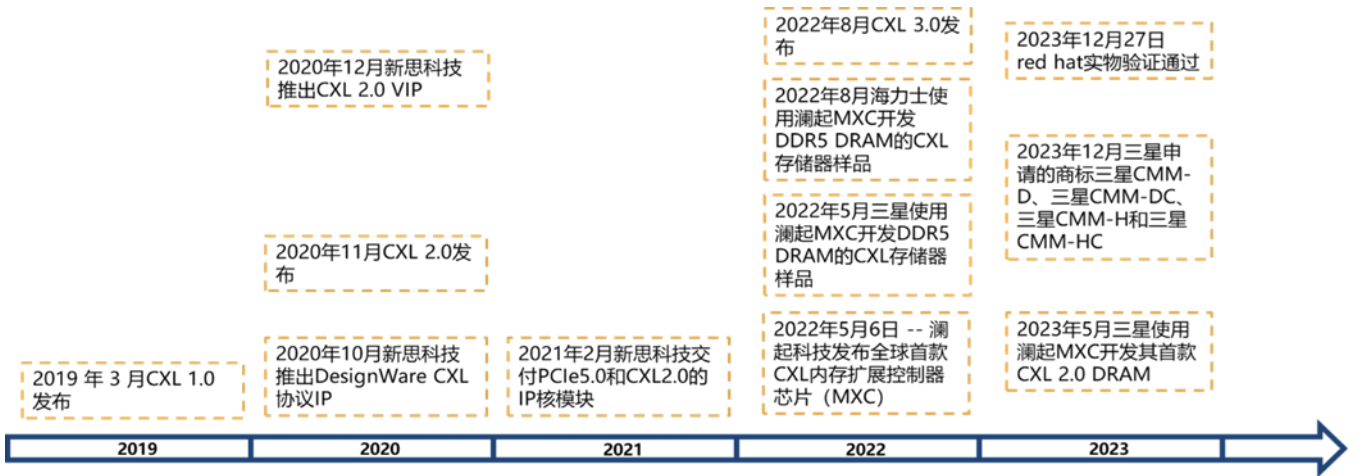 2019 年 3 月CXL 1.0
发布
2020年12月新思科技
推出CXL 2.0 VIP
2020年11月CXL 2.0发
布
2020年10月新思科技
推出DesignWare CXL
协议IP
2021年2月新思科技交
付PCIe5.0和CXL2.0的
IP核模块
2022年8月CXL 3.0发
布
2022年8月海力士使
用澜起MXC开发
DDR5 DRAM的CXL
存储器样品
2022年5月三星使用
澜起MXC开发DDR5
DRAM的CXL存储器
样品
2022年5月6日 -- 澜
起科技发布全球首款
CXL内存扩展控制器
芯片（MXC）
2023年12月27日
red hat实物验证通过
2023年12月三星申
请的商标三星CMM-
D、三星CMM-DC、
三星CMM-H和三星
CMM-HC
2023年5月三星使用
澜起MXC开发其首款
CXL 2.0 DRAM
2019
2020
2021
2022
2023